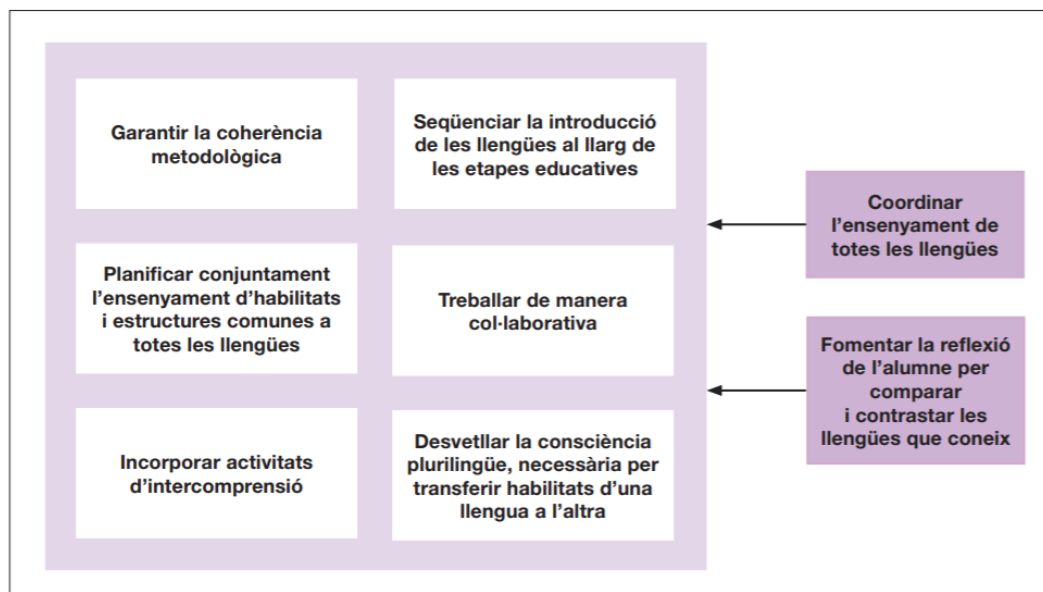 Garantir la coherència
metodològica
Seqüenciar la introducció
de les llengües al llarg de
les etapes educatives
Planificar conjuntament
l’ensenyament d’habilitats
i estructures comunes a
totes les llengües
Treballar de manera
col·laborativa
Incorporar activitats
d’intercomprensió
Desvetllar la consciència
plurilingüe, necessària per
transferir habilitats d’una
llengua a l’altra
Coordinar
l’ensenyament de
totes les llengües
Fomentar la reflexió
de l’alumne per
comparar
i contrastar les
llengües que coneix